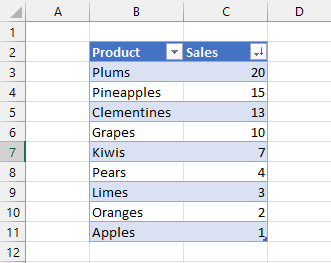 A B C D
1
2 Product Sales
3 Plums 20
4 Pineapples 15
5 Clementines 13
6 Grapes 10
7 Kiwis 7
8 Pears 4
9 Limes 3
10 Oranges 2
11 Apples 1
12